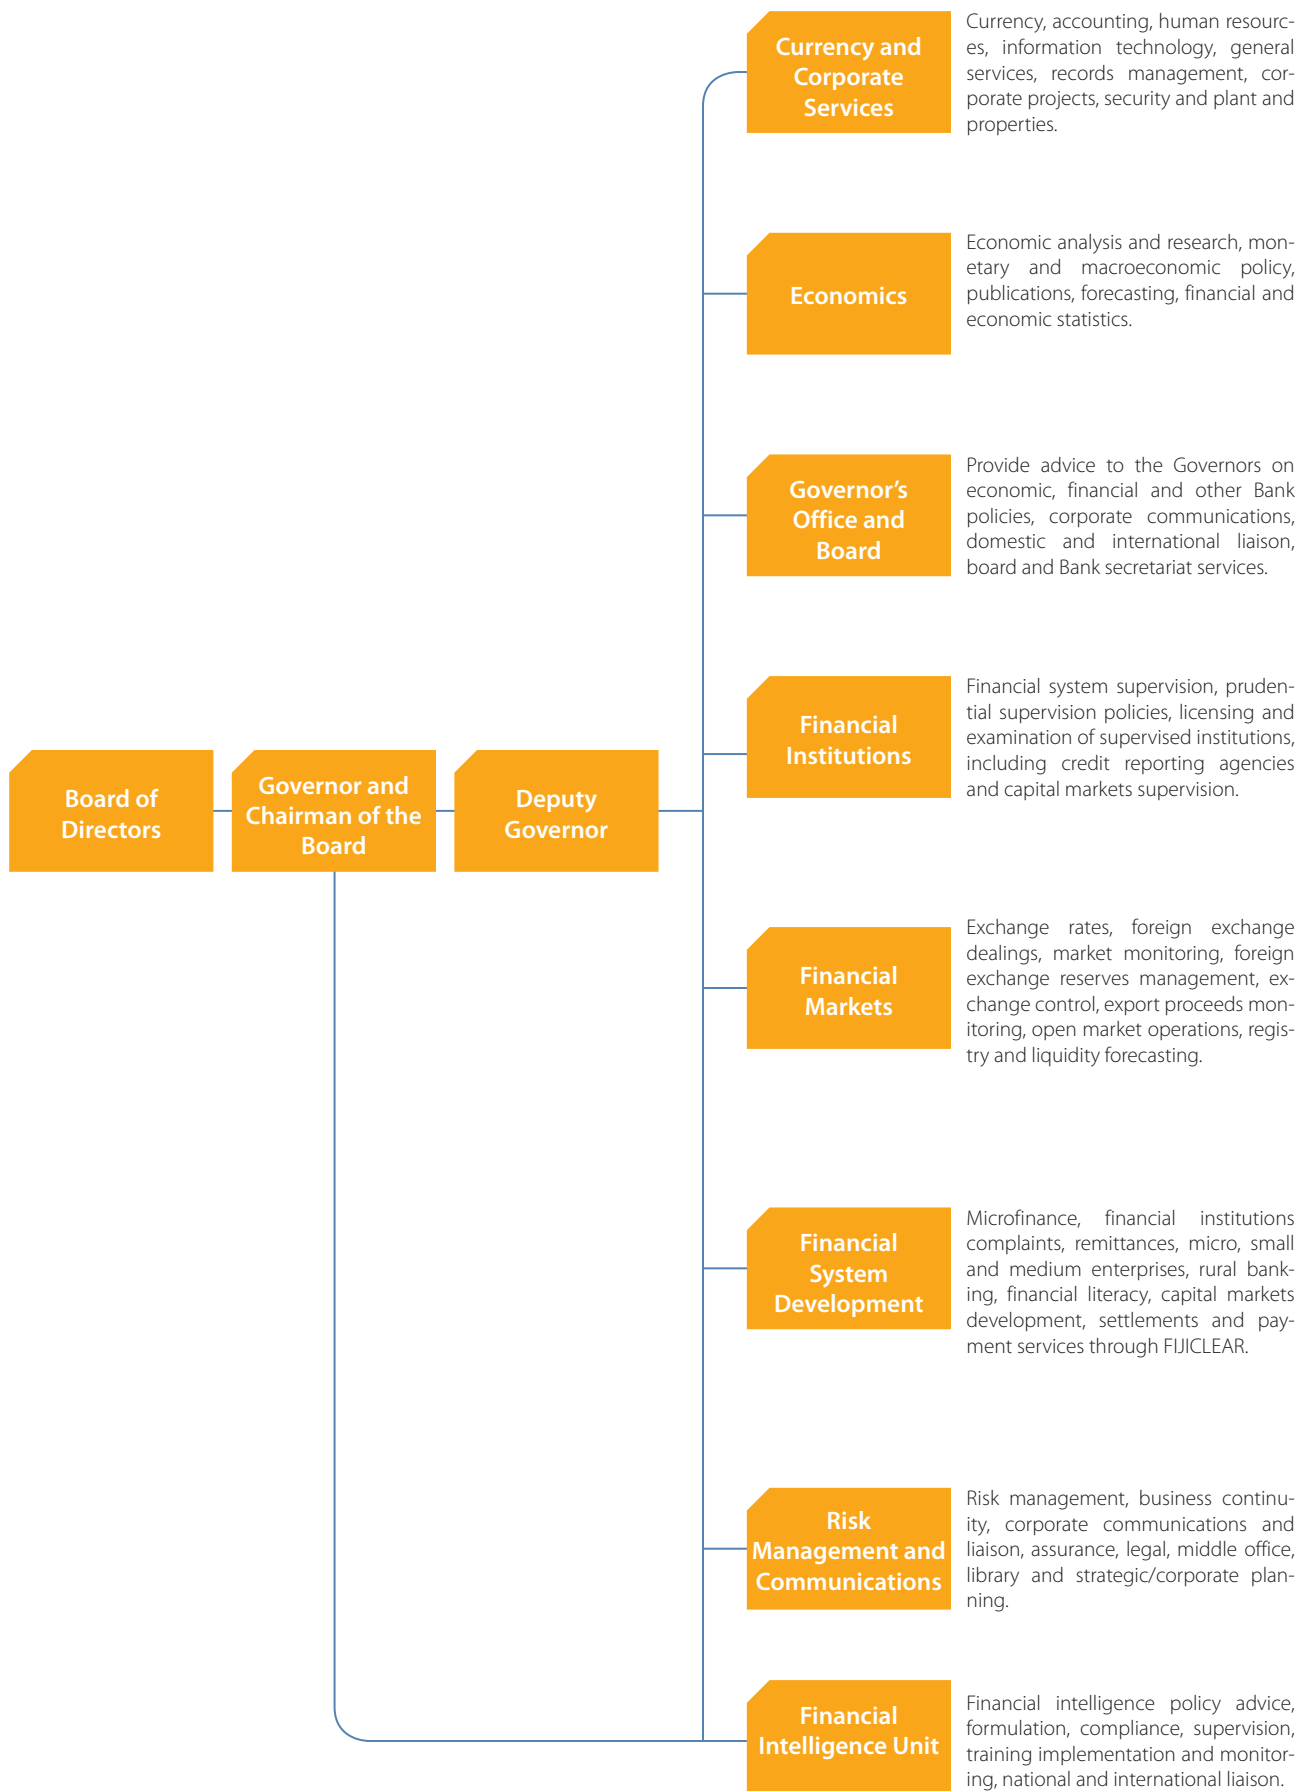 Currency and
Corporate
Services
Currency, accounting, human resourc-
es, information technology, general
services, records management, cor-
porate projects, security and plant and
properties.
Economics
Economic analysis and research, mon-
etary and macroeconomic policy,
publications, forecasting, financial and
economic statistics.
Governor’s
Office and
Board
Provide advice to the Governors on
economic, financial and other Bank
policies, corporate communications,
domestic and international liaison,
board and Bank secretariat services.
Financial
Institutions
Financial system supervision, pruden-
tial supervision policies, licensing and
examination of supervised institutions,
including credit reporting agencies
and capital markets supervision.
Board of
Directors
Governor and
Chairman of the
Board
Deputy
Governor
Financial
Markets
Exchange rates, foreign exchange
dealings, market monitoring, foreign
exchange reserves management, ex-
change control, export proceeds mon-
itoring, open market operations, regis-
try and liquidity forecasting.
Financial
System
Development
Microfinance, financial institutions
complaints, remittances, micro, small
and medium enterprises, rural bank-
ing, financial literacy, capital markets
development, settlements and pay-
ment services through FIJICLEAR.
Risk
Management and
Communications
Risk management, business continu-
ity, corporate communications and
liaison, assurance, legal, middle office,
library and strategic/corporate plan-
ning.
Financial
Intelligence Unit
Financial intelligence policy advice,
formulation, compliance, supervision,
training implementation and monitor-
ing, national and international liaison.